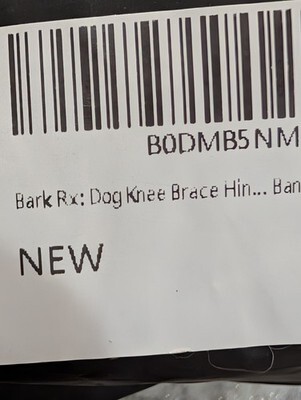 B0DMB5NM
Bark Rx: Dog Knee Brace Hin... Ban
NEW